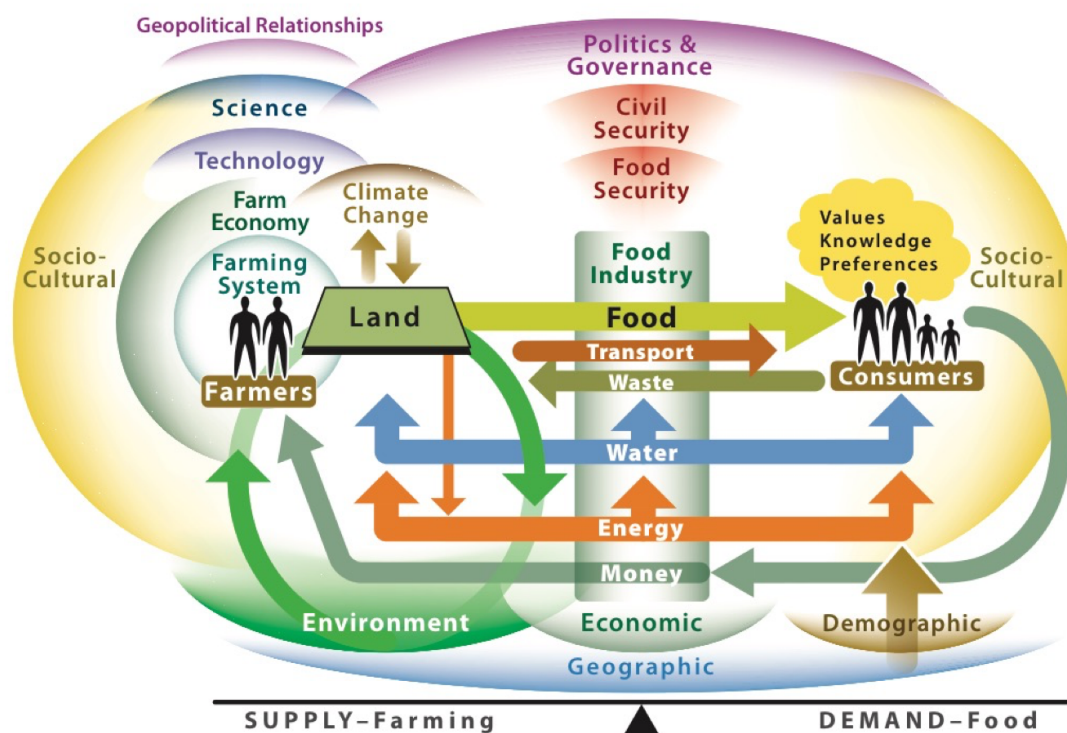 Geopolitical Relationships
Politics &
Governance
Science
Civil
Security
Technology
Food
Security
Climate
Change
Farm
Economy
Values
Knowledge
Preferences
Socio-
Cultural
Farming
System
Food
Industry
Socio-
Cultural
Land
Food
Transport
Waste
Farmers
Consumers
Water
Energy
Money
Environment
Economic
Demographic
Geographic
SUPPLY–Farming
DEMAND–Food